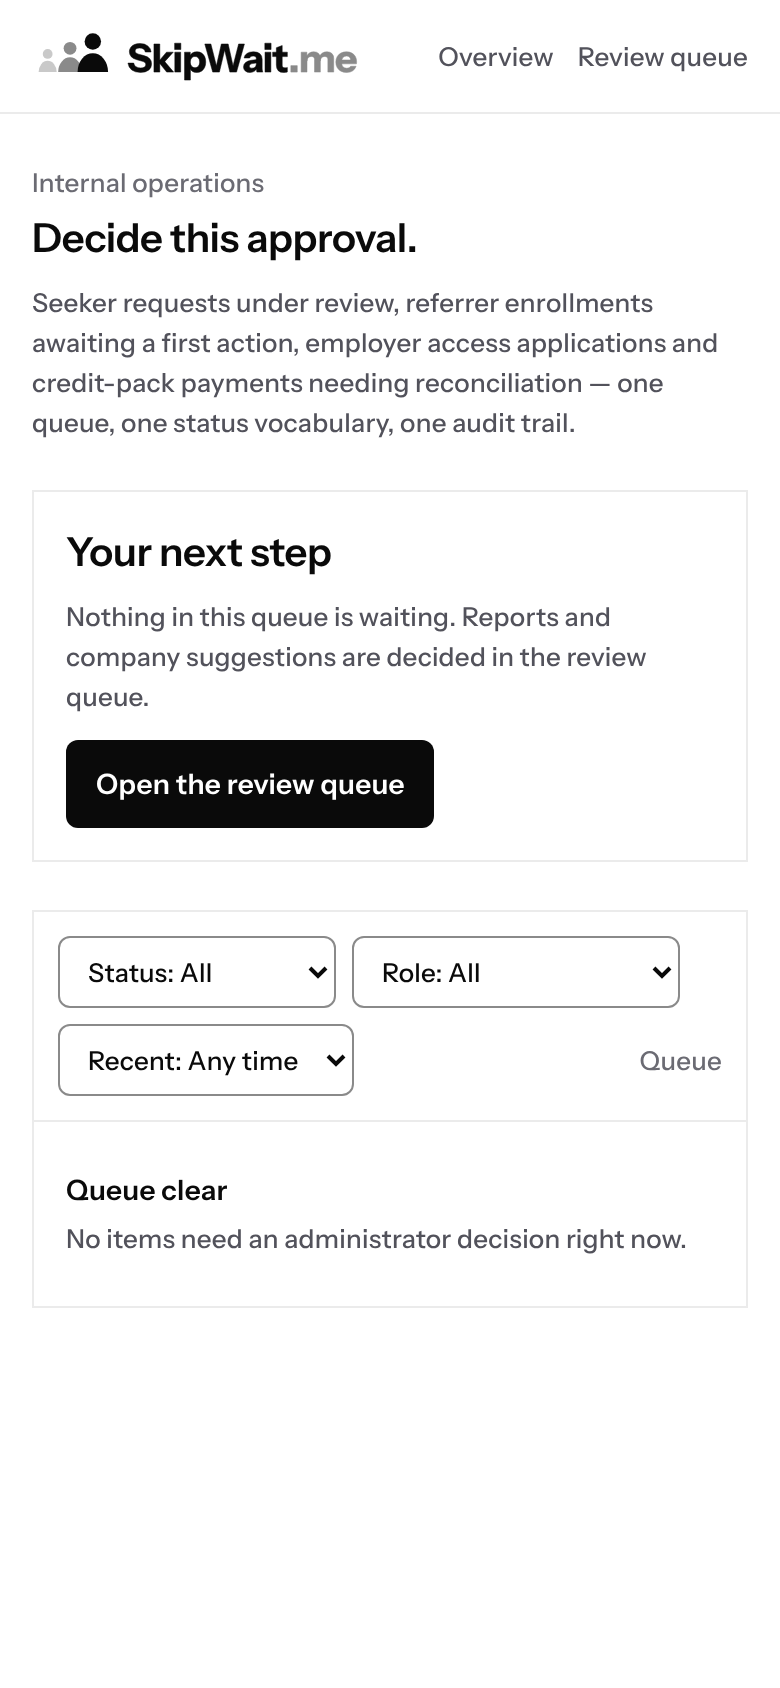 SkipWait.me
Overview
Review queue
Internal operations
Decide this approval.
Seeker requests under review, referrer enrollments
awaiting a first action, employer access applications and
credit-pack payments needing reconciliation — one
queue, one status vocabulary, one audit trail.
Your next step
Nothing in this queue is waiting. Reports and
company suggestions are decided in the review
queue.
Open the review queue
Status: All
Role: All
Recent: Any time
Queue
Queue clear
No items need an administrator decision right now.